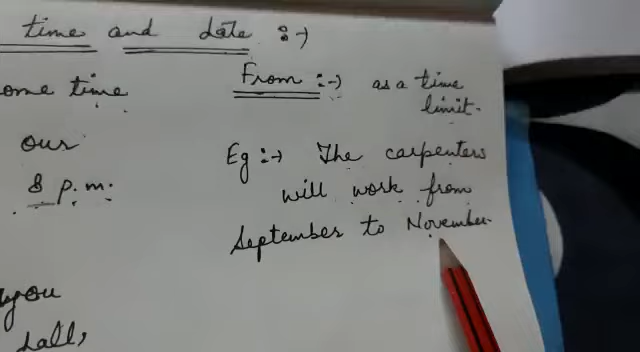 time and date :→
ome time
our
8 p.m.
you
hall,
From :→ as a time
limit.
Eg :→ The carpenters
will work from
September to November.